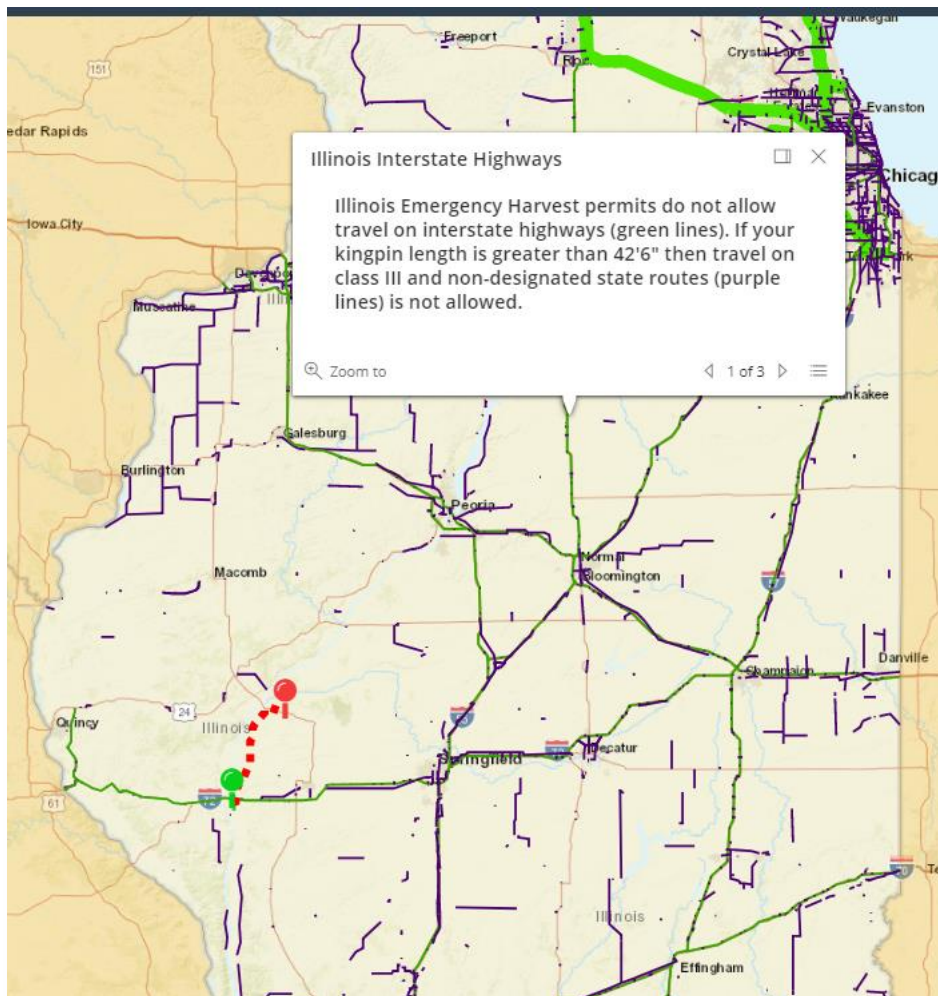 Waukegan
Freeport
Crystal Lake
151
Evanston
edar Rapids
Illinois Interstate Highways
Chicag
Illinois Emergency Harvest permits do not allow
travel on interstate highways (green lines). If your
kingpin length is greater than 42'6" then travel on
class III and non-designated state routes (purple
lines) is not allowed.
Iowa City
Muscatine
Zoom to
1 of 3
Kankakee
Galesburg
Burlington
Peoria
Normal
Bloomington
Macomb
Champaign
Danville
Quincy
24
Illinois
Springfield
Decatur
72
61
Illinois
Effingham